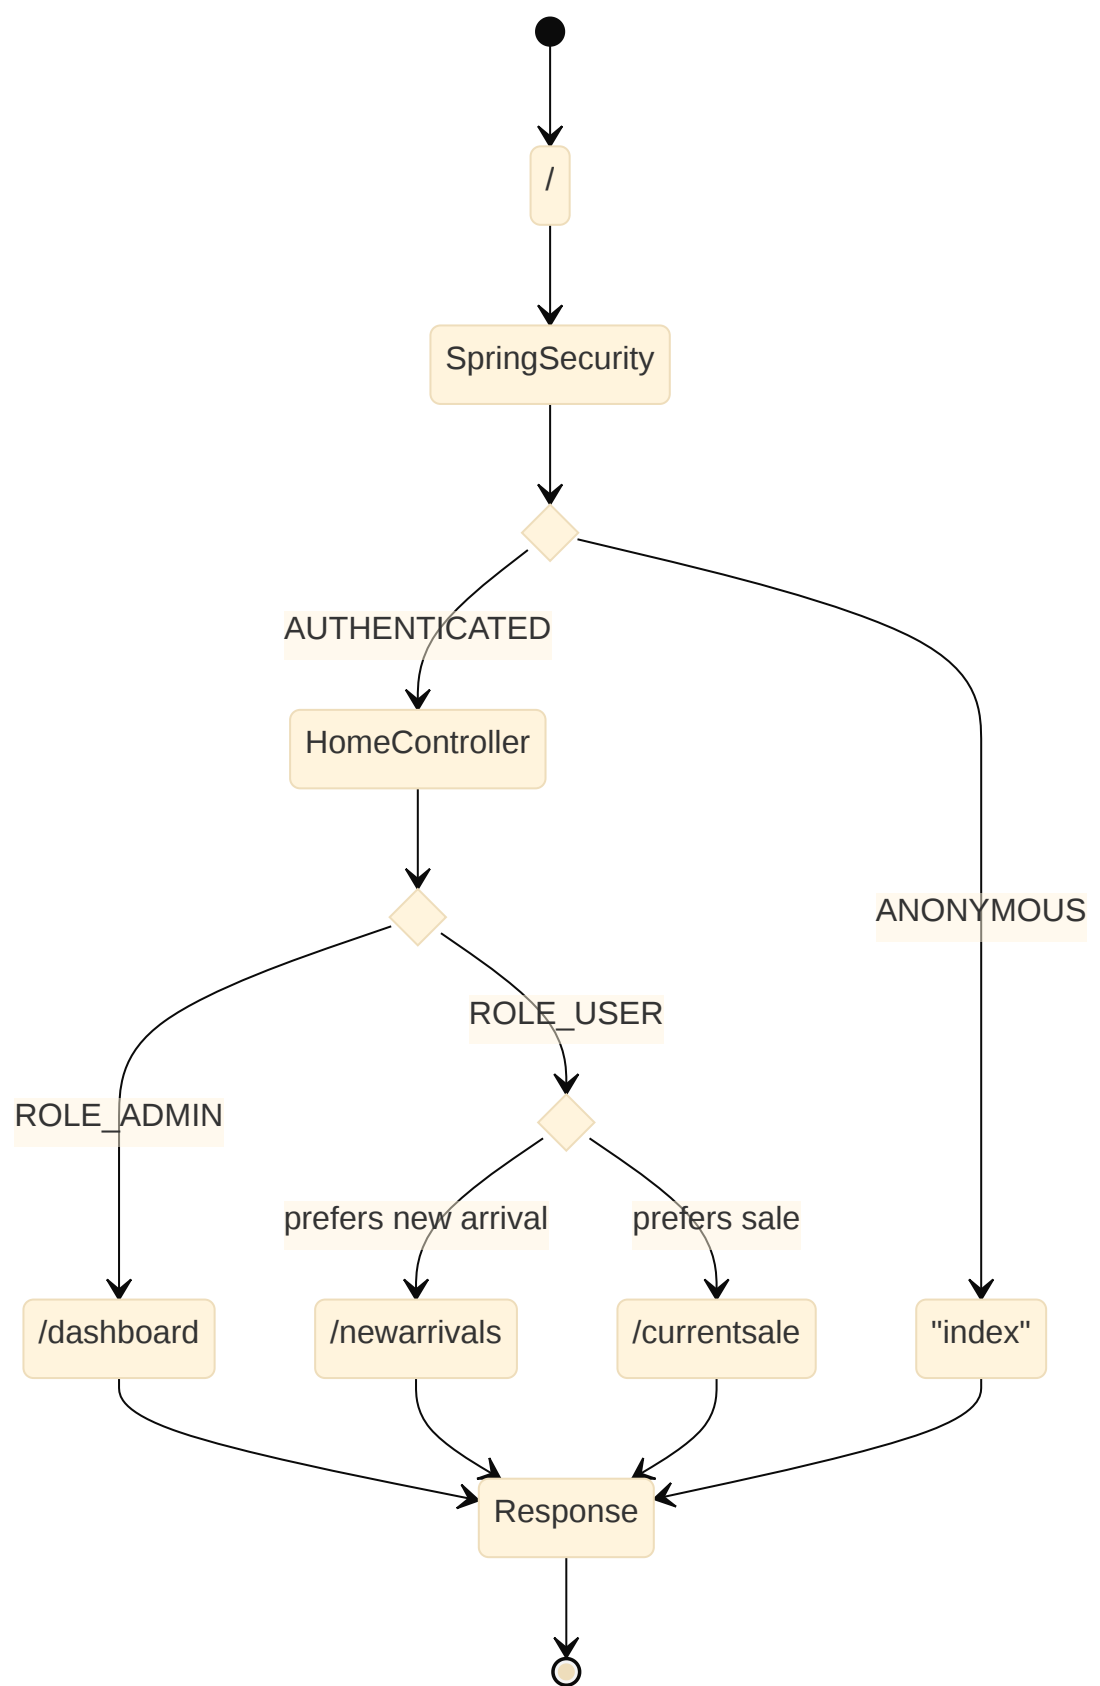 /
SpringSecurity
AUTHENTICATED
HomeController
ANONYMOUS
ROLE_USER
ROLE_ADMIN
prefers new arrival
prefers sale
/dashboard
/newarrivals
/currentsale
"index"
Response